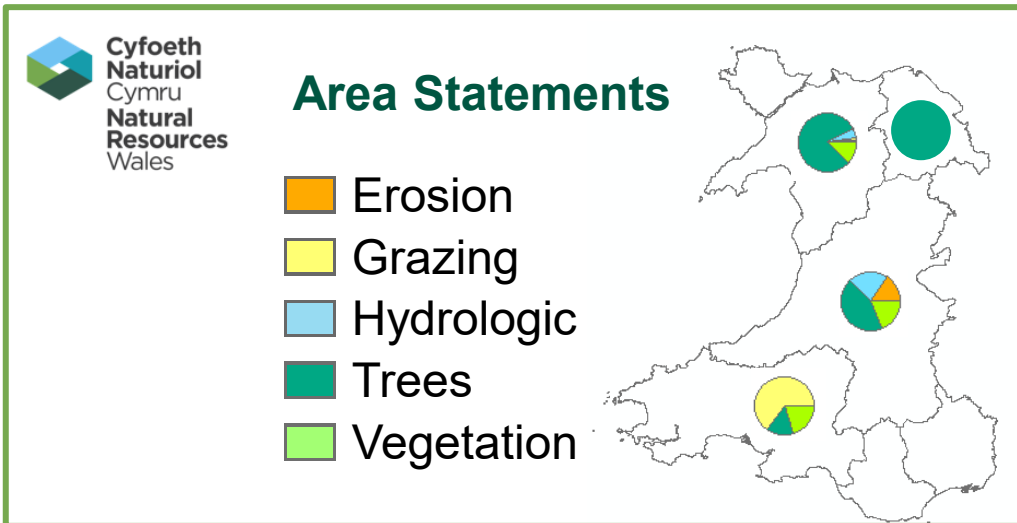 Cyfoeth
Naturiol
Cymru
Natural
Resources
Wales
Area Statements
Erosion
Grazing
Hydrologic
Trees
Vegetation